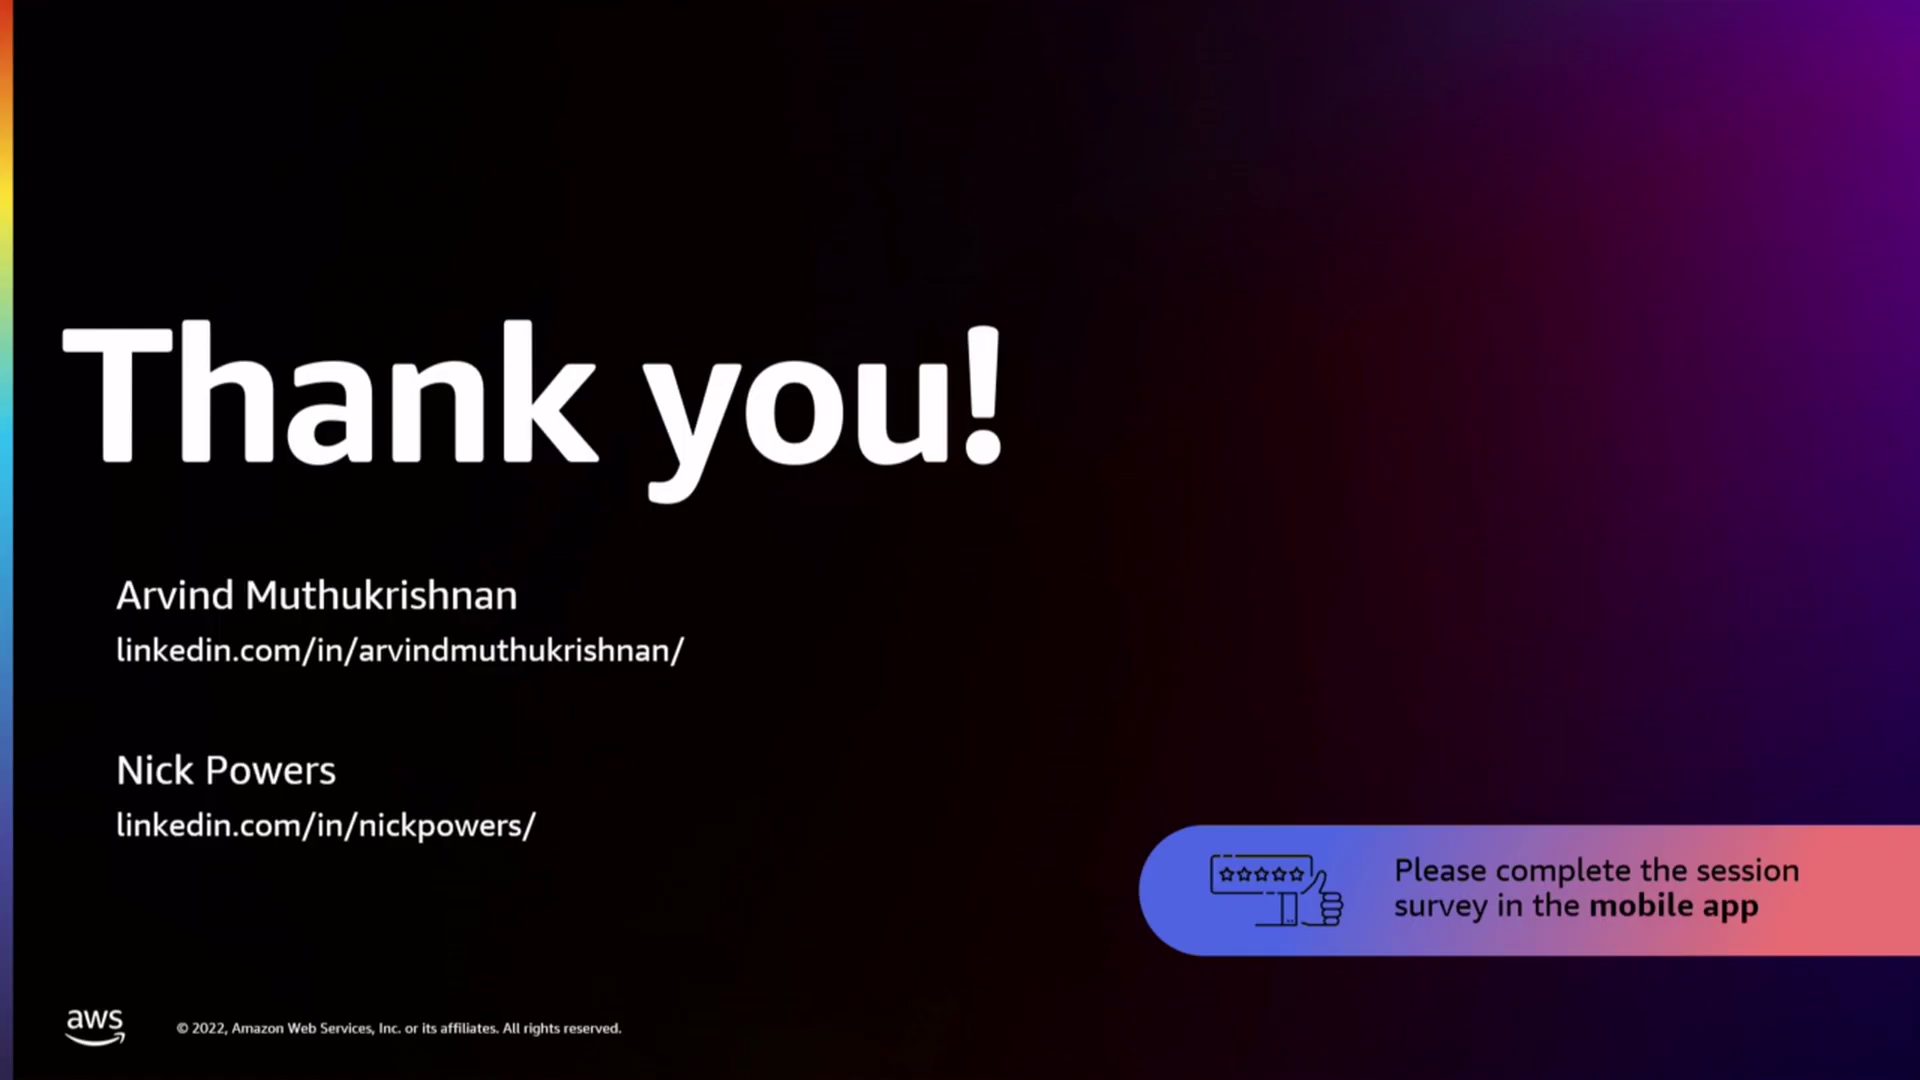 Thank you!
Arvind Muthukrishnan
linkedin.com/in/arvindmuthukrishnan/
Nick Powers
linkedin.com/in/nickpowers/
Please complete the session
survey in the mobile app
aws
© 2022, Amazon Web Services, Inc. or its affiliates. All rights reserved.